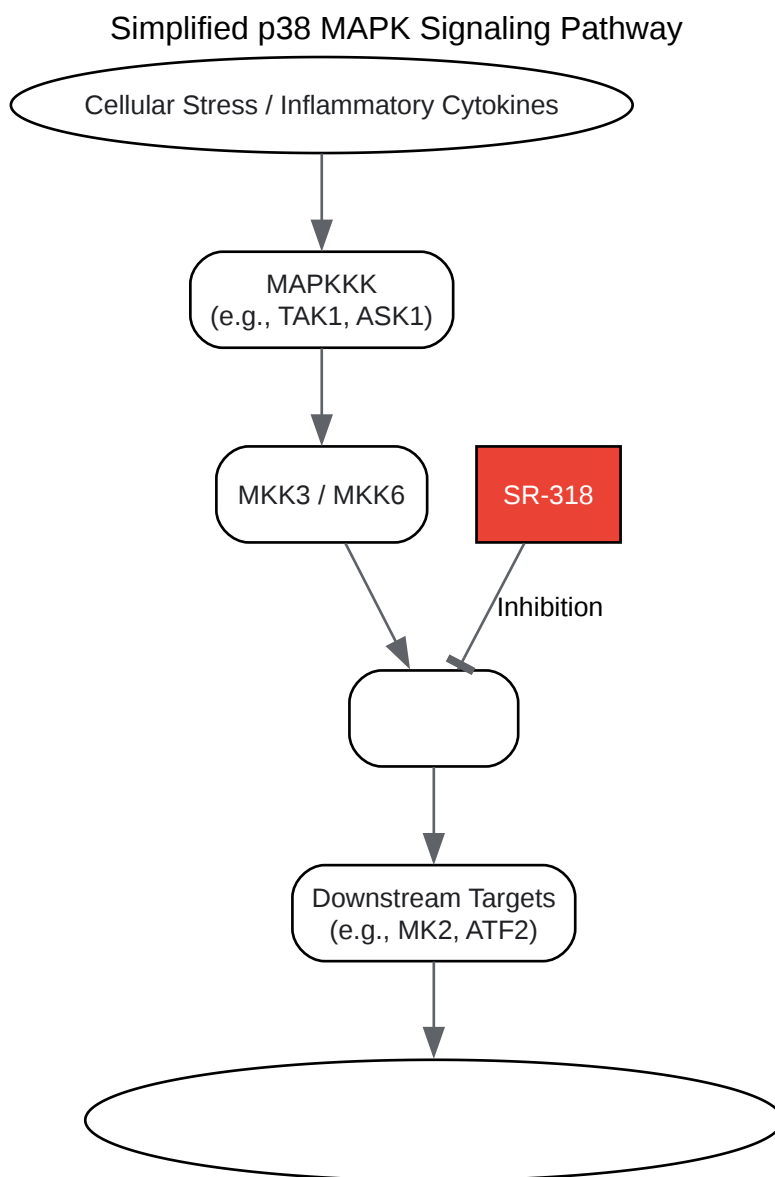 Simplified p38 MAPK Signaling Pathway
Cellular Stress / Inflammatory Cytokines
MAPKKK
(e.g., TAK1, ASK1)
MKK3 / MKK6
SR-318
Inhibition
Downstream Targets
(e.g., MK2, ATF2)